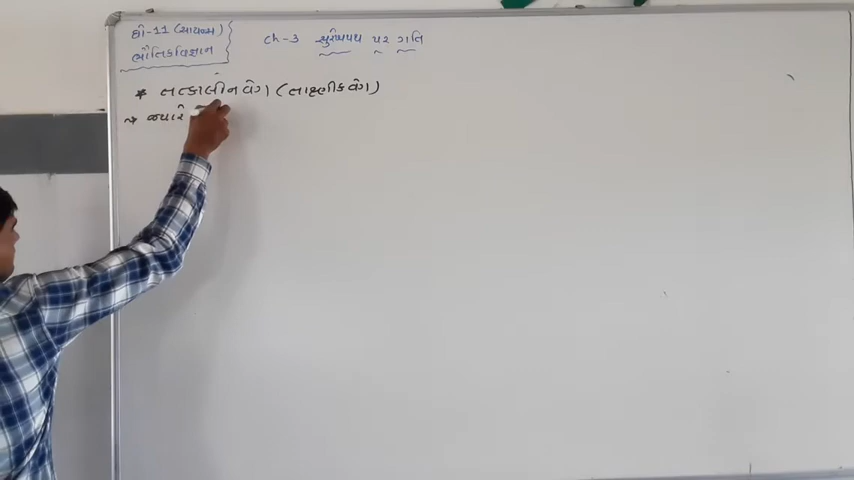 ધો-11 (સાયન્સ)
ભૌતિકવિજ્ઞાન
Ch-3 સુરેખપથ પર ગતિ
* તત્કાલીન વેગ (તાત્ક્ષણીક વેગ)
→ જ્યારે